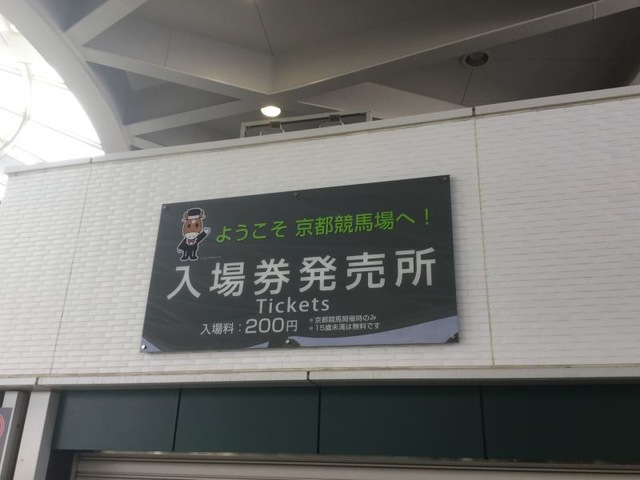 ようこそ 京都競馬場へ！
入場券発売所
Tickets
入場料：200円
※京都競馬開催時のみ
※15歳未満は無料です